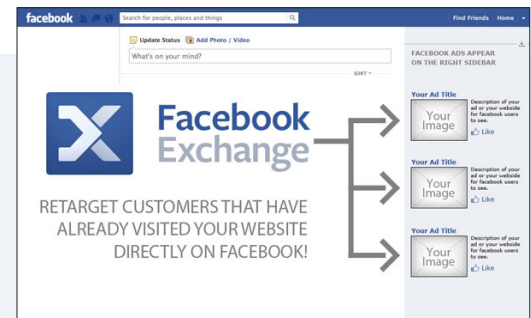 facebook
Search for people, places and things
Find Friends Home
Update Status Add Photo / Video
What's on your mind?
SORT
FACEBOOK ADS APPEAR
ON THE RIGHT SIDEBAR
Facebook
Exchange
RETARGET CUSTOMERS THAT HAVE
ALREADY VISITED YOUR WEBSITE
DIRECTLY ON FACEBOOK!
Your Ad Title
Your
Image
Description of your
ad or your website
for facebook users
to see.
Like
Your Ad Title
Your
Image
Description of your
ad or your website
for facebook users
to see.
Like
Your Ad Title
Your
Image
Description of your
ad or your website
for facebook users
to see.
Like